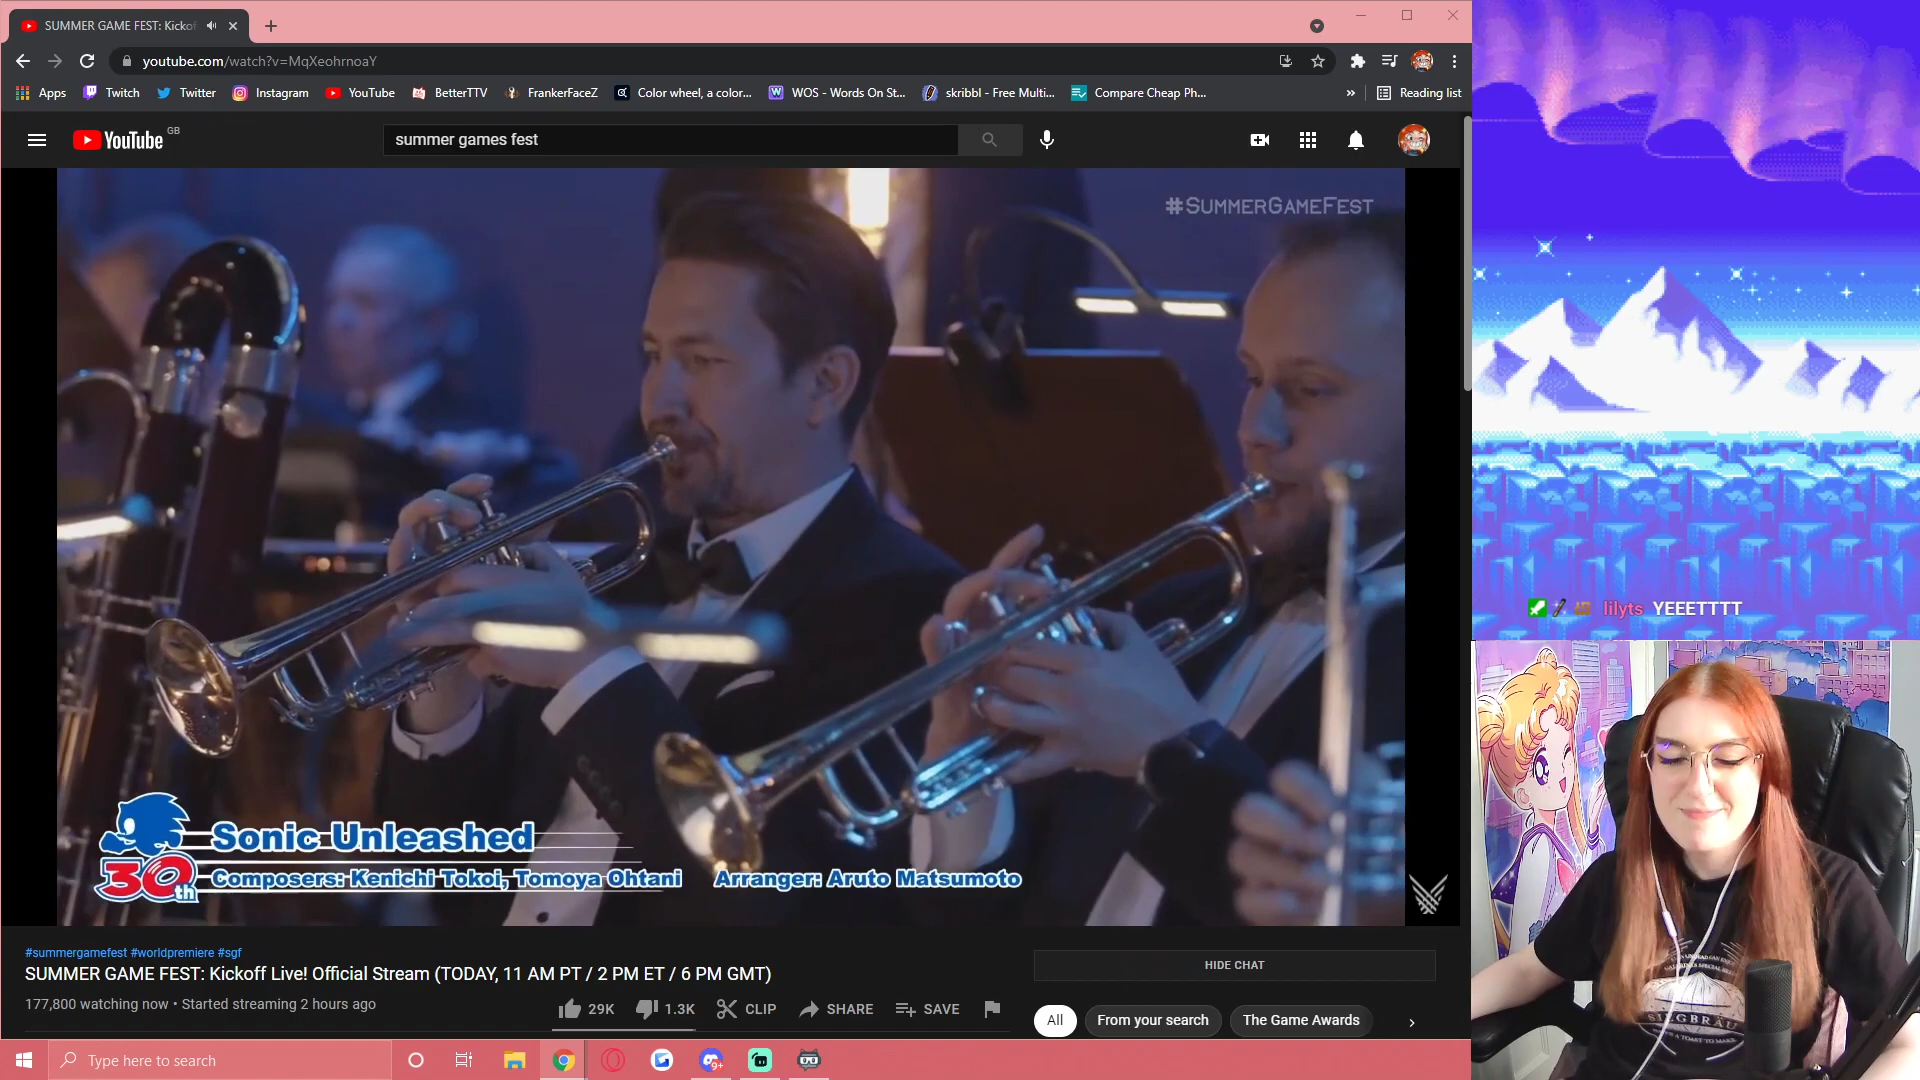 SUMMER GAME FEST: Kickof
youtube.com/watch?v=MqXeohrnoaY
Apps
Twitch
Twitter
Instagram
YouTube
BetterTTV
FrankerFaceZ
Color wheel, a color...
WOS - Words On St...
skribbl - Free Multi...
Compare Cheap Ph...
»
Reading list
YouTube GB
summer games fest
#SUMMERGAMEFEST
Sonic Unleashed
30th
Composers: Kenichi Tokoi, Tomoya Ohtani Arranger: Aruto Matsumoto
lilyts YEEETTTT
#summergamefest #worldpremiere #sgf
SUMMER GAME FEST: Kickoff Live! Official Stream (TODAY, 11 AM PT / 2 PM ET / 6 PM GMT)
177,800 watching now • Started streaming 2 hours ago
29K
1.3K
CLIP
SHARE
SAVE
HIDE CHAT
All
From your search
The Game Awards
SIEGBRÄU
Type here to search
9+